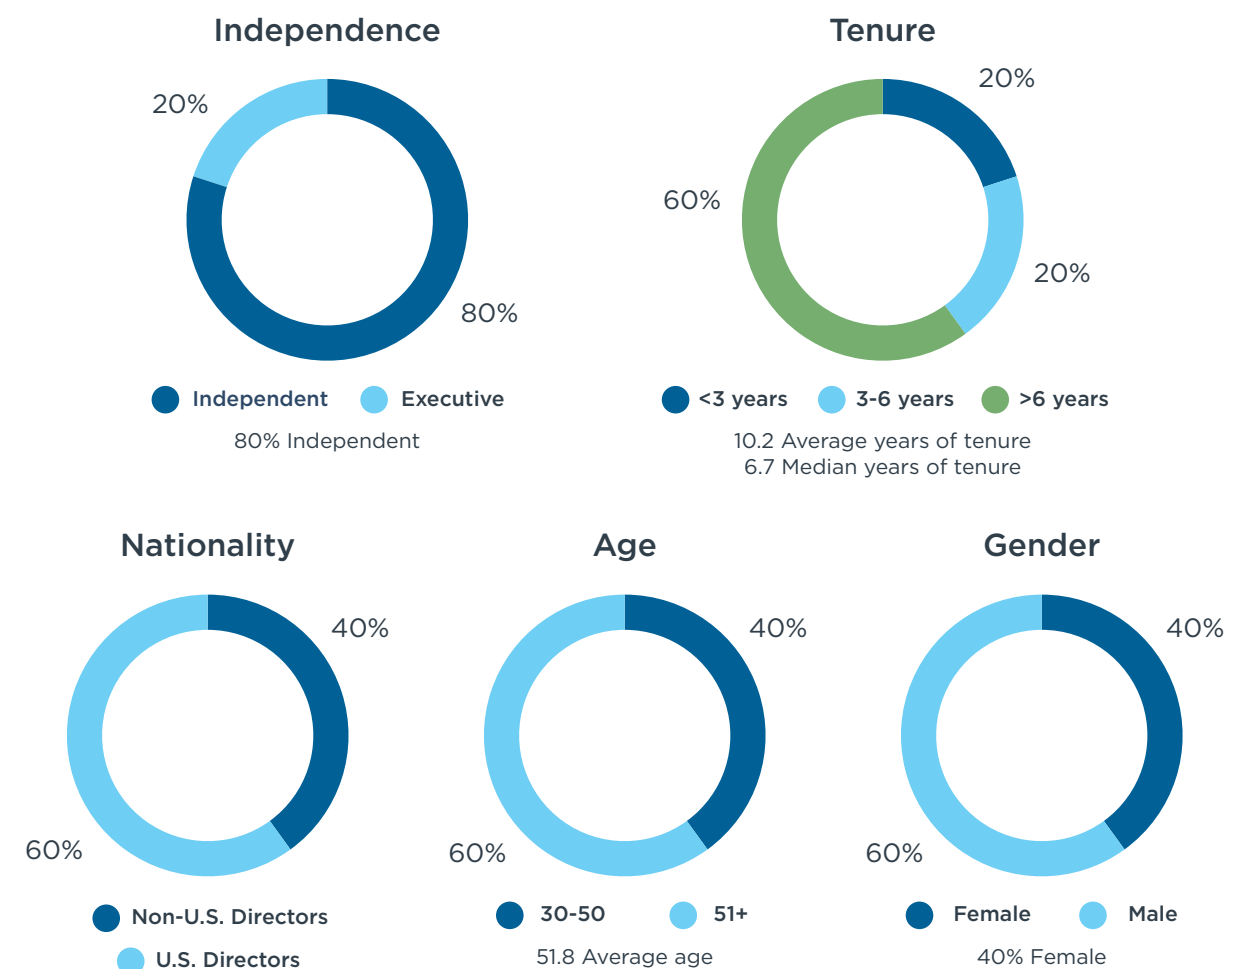 Independence
20%
80%
Independent
Executive
80% Independent
Tenure
20%
60%
20%
<3 years
3-6 years
>6 years
10.2 Average years of tenure
6.7 Median years of tenure
Nationality
40%
60%
Non-U.S. Directors
U.S. Directors
Age
40%
60%
30-50
51+
51.8 Average age
Gender
40%
60%
Female
Male
40% Female